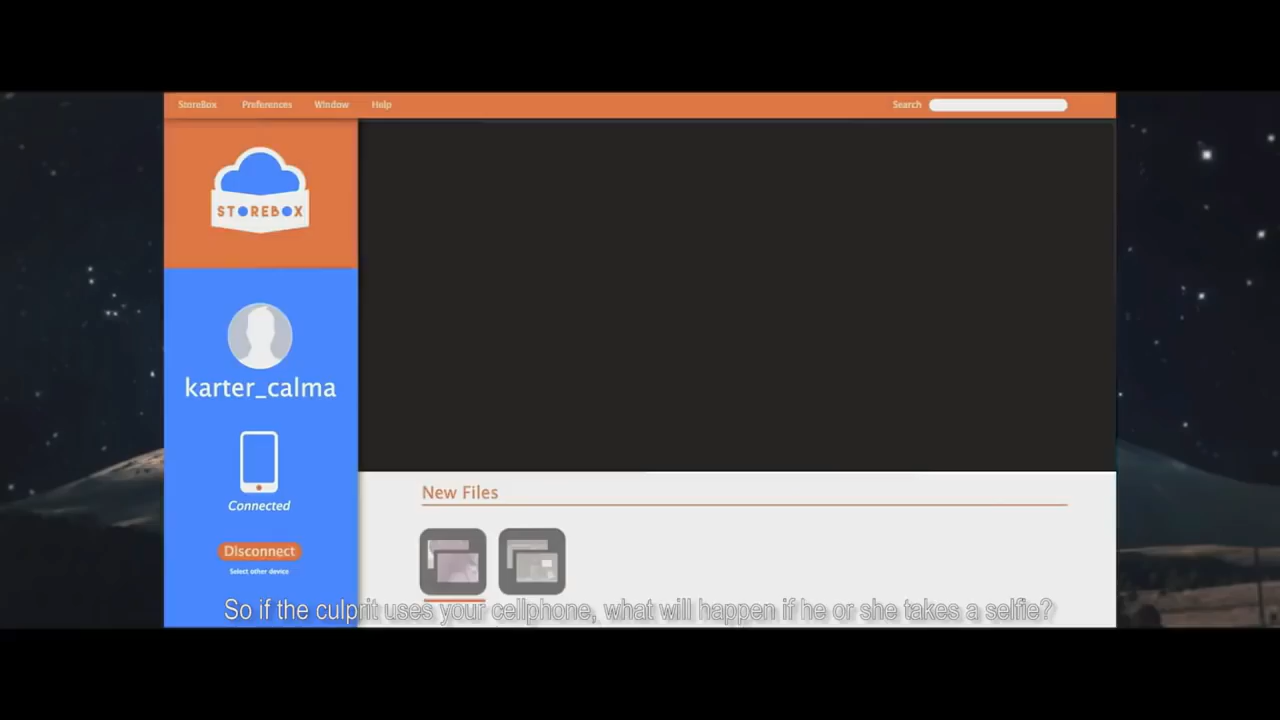 StoreBox Preferences Window Help Search
STOREBOX
karter_calma
Connected
Disconnect
Select other device
New Files
So if the culprit uses your cellphone, what will happen if he or she takes a selfie?